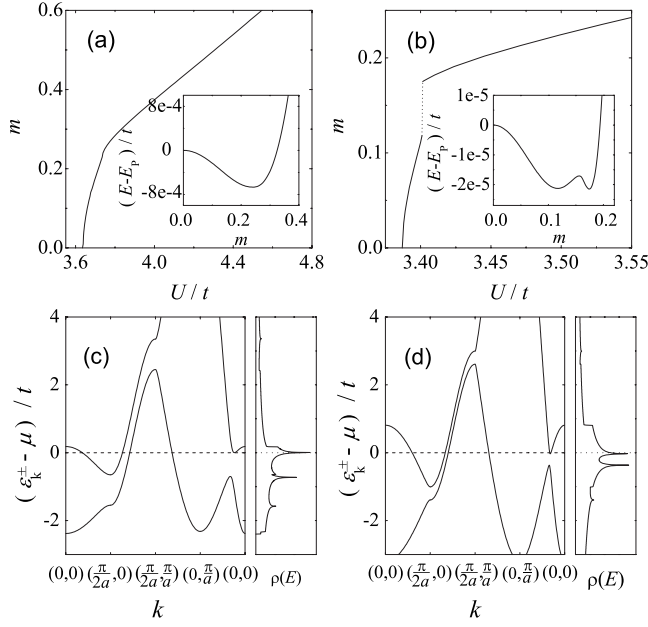 (a)
0.6
0.4
0.2
0.0
m
3.6 4.0 4.4 4.8
U / t
8e-4
0
-8e-4
(E-Eₚ) / t
0.0 0.2 0.4
m
(b)
0.2
0.1
0.0
m
3.40 3.45 3.50 3.55
U / t
1e-5
0
-1e-5
-2e-5
(E-Eₚ) / t
0.0 0.1 0.2
m
(c)
4
2
0
-2
(εₖ± - μ) / t
(0,0) (π/2a,0) (π/2a,π/a) (0,π/a) (0,0)
k
ρ(E)
(d)
4
2
0
-2
(εₖ± - μ) / t
(0,0) (π/2a,0) (π/2a,π/a) (0,π/a) (0,0)
k
ρ(E)